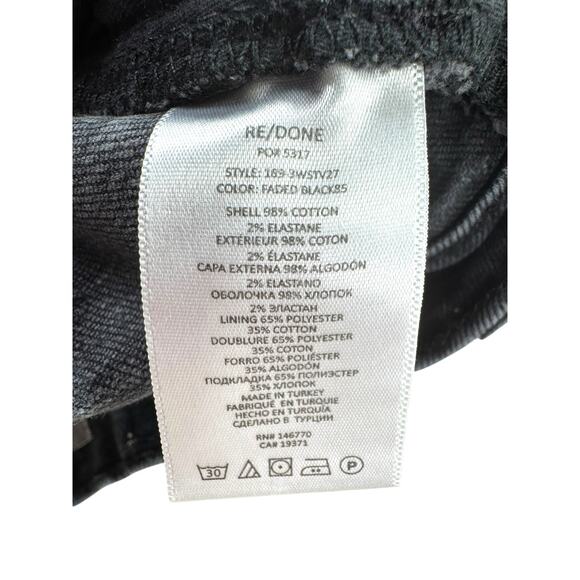 RE/DONE
PO# 5317
STYLE: 169-3WSTV27
COLOR: FADED BLACK85
SHELL 98% COTTON
2% ELASTANE
EXTERIEUR 98% COTON
2% ÉLASTANE
CAPA EXTERNA 98% ALGODÓN
2% ELASTANO
ОБОЛОЧКА 98% ХЛОПОК
2% ЭЛАСТАН
LINING 65% POLYESTER
35% COTTON
DOUBLURE 65% POLYESTER
35% COTON
FORRO 65% POLIÉSTER
35% ALGODÓN
ПОДКЛАДКА 65% ПОЛИЭСТЕР
35% ХЛОПОК
MADE IN TURKEY
FABRIQUÉ EN TURQUIE
HECHO EN TURQUÍA
СДЕЛАНО В ТУРЦИИ
RN# 146770
CA# 19371
30 P